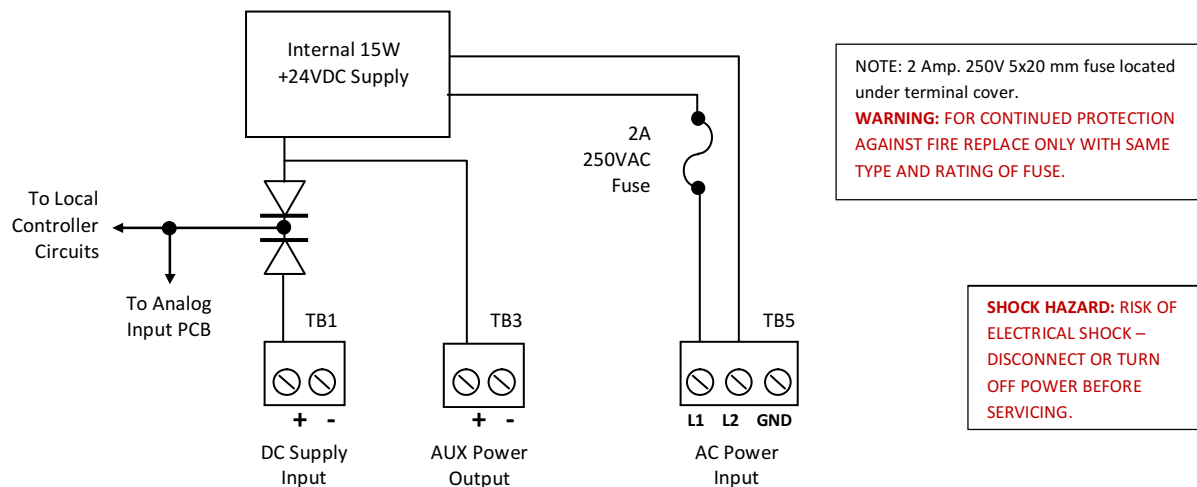 Internal 15W
+24VDC Supply
NOTE: 2 Amp. 250V 5x20 mm fuse located
under terminal cover.
WARNING: FOR CONTINUED PROTECTION
AGAINST FIRE REPLACE ONLY WITH SAME
TYPE AND RATING OF FUSE.
2A
250VAC
Fuse
To Local
Controller
Circuits
To Analog
Input PCB
TB1
TB3
TB5
SHOCK HAZARD: RISK OF
ELECTRICAL SHOCK –
DISCONNECT OR TURN
OFF POWER BEFORE
SERVICING.
+ -
+ -
L1 L2 GND
DC Supply
Input
AUX Power
Output
AC Power
Input